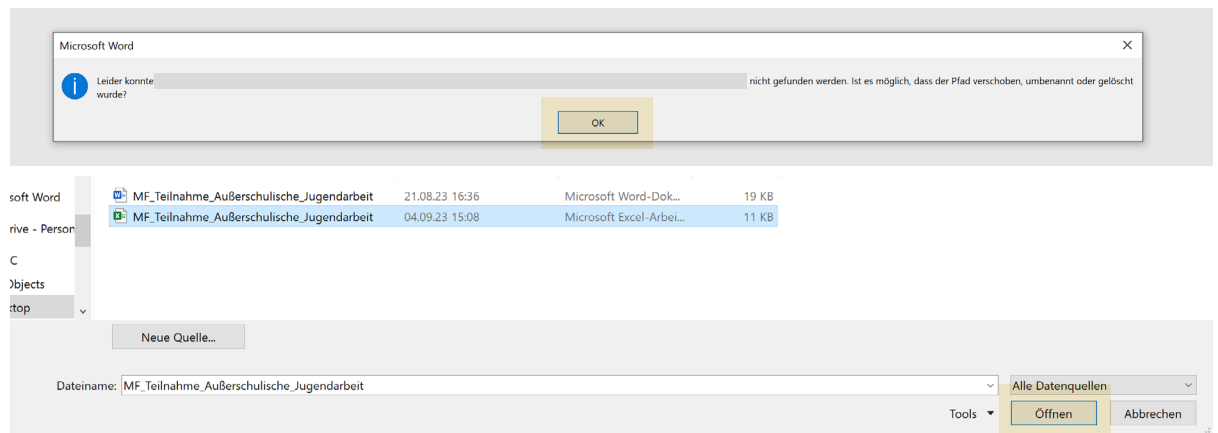 Microsoft Word
Leider konnte nicht gefunden werden. Ist es möglich, dass der Pfad verschoben, umbenannt oder gelöscht
wurde?
OK
soft Word
MF_Teilnahme_Außerschulische_Jugendarbeit 21.08.23 16:36 Microsoft Word-Dok... 19 KB
MF_Teilnahme_Außerschulische_Jugendarbeit 04.09.23 15:08 Microsoft Excel-Arbei... 11 KB
rive - Person
C
Objects
ktop
Neue Quelle...
Dateiname: MF_Teilnahme_Außerschulische_Jugendarbeit Alle Datenquellen
Tools Öffnen Abbrechen